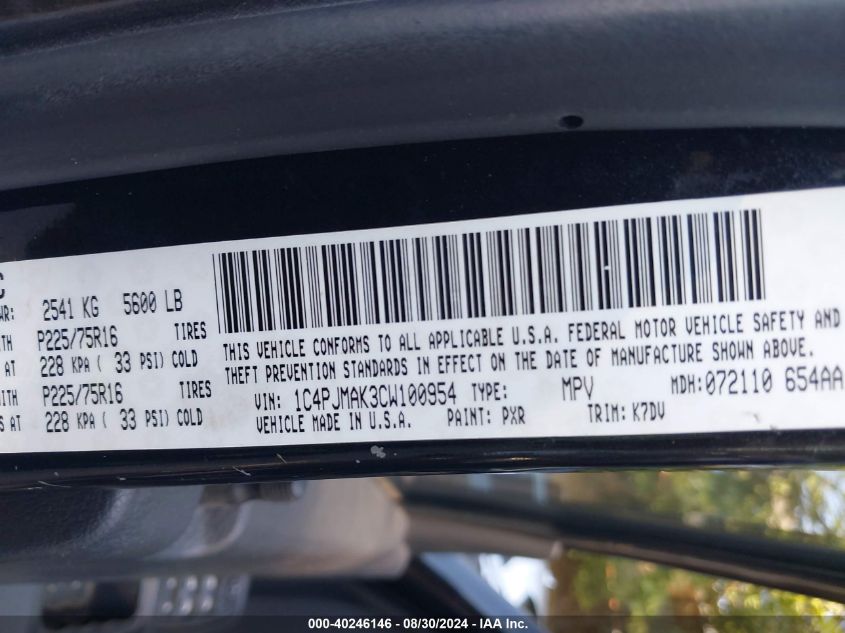 C
WR: 2541 KG 5600 LB
P225/75R16 TIRES
AT 228 KPA ( 33 PSI) COLD
P225/75R16 TIRES
AT 228 KPA ( 33 PSI) COLD
THIS VEHICLE CONFORMS TO ALL APPLICABLE U.S.A. FEDERAL MOTOR VEHICLE SAFETY AND
THEFT PREVENTION STANDARDS IN EFFECT ON THE DATE OF MANUFACTURE SHOWN ABOVE.
VIN: 1C4PJMAK3CW100954 TYPE: MPV MDH:072110 654AA
VEHICLE MADE IN U.S.A. PAINT: PXR TRIM: K7DV
000-40246146 - 08/30/2024 - IAA Inc.